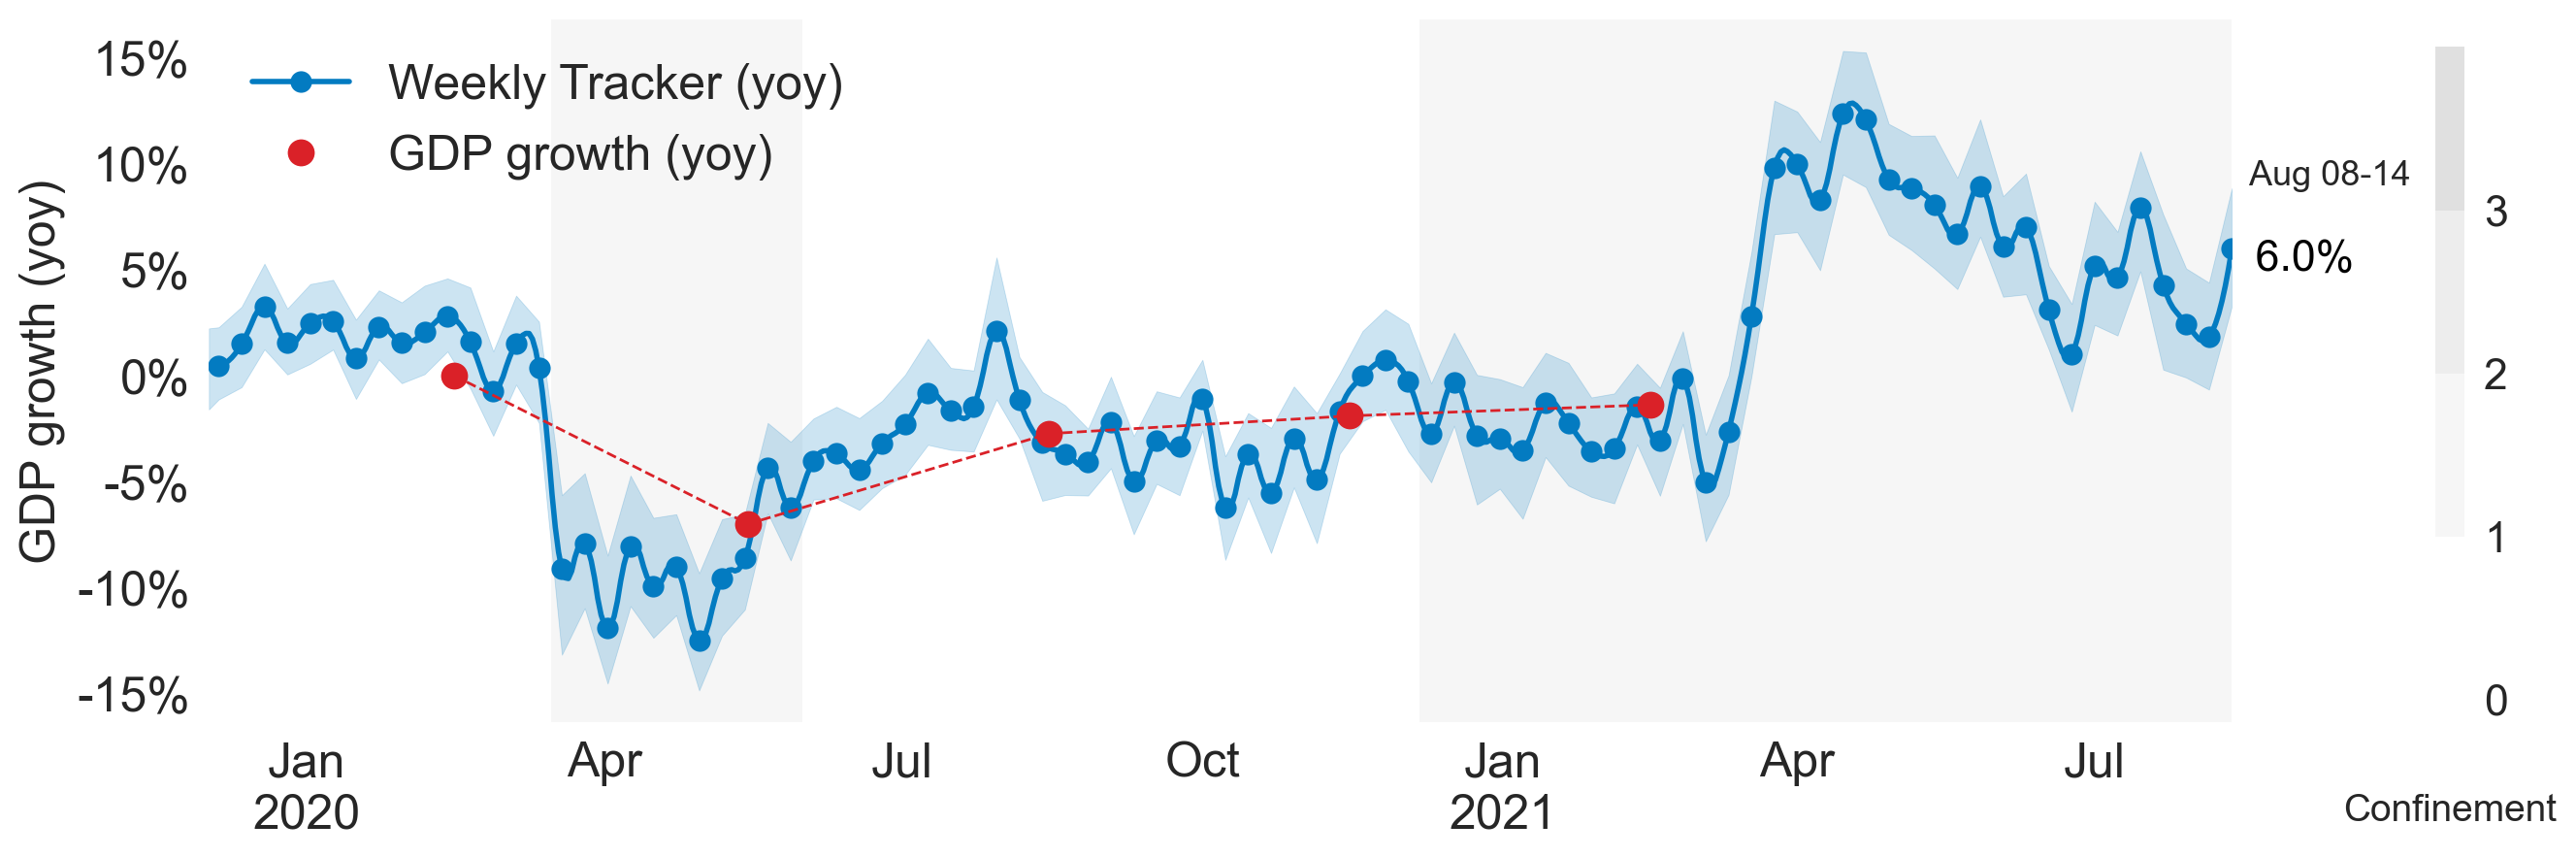 Weekly Tracker (yoy)
GDP growth (yoy)
GDP growth (yoy)
15%
10%
5%
0%
-5%
-10%
-15%
Jan
2020
Apr
Jul
Oct
Jan
2021
Apr
Jul
Aug 08-14
6.0%
3
2
1
0
Confinement